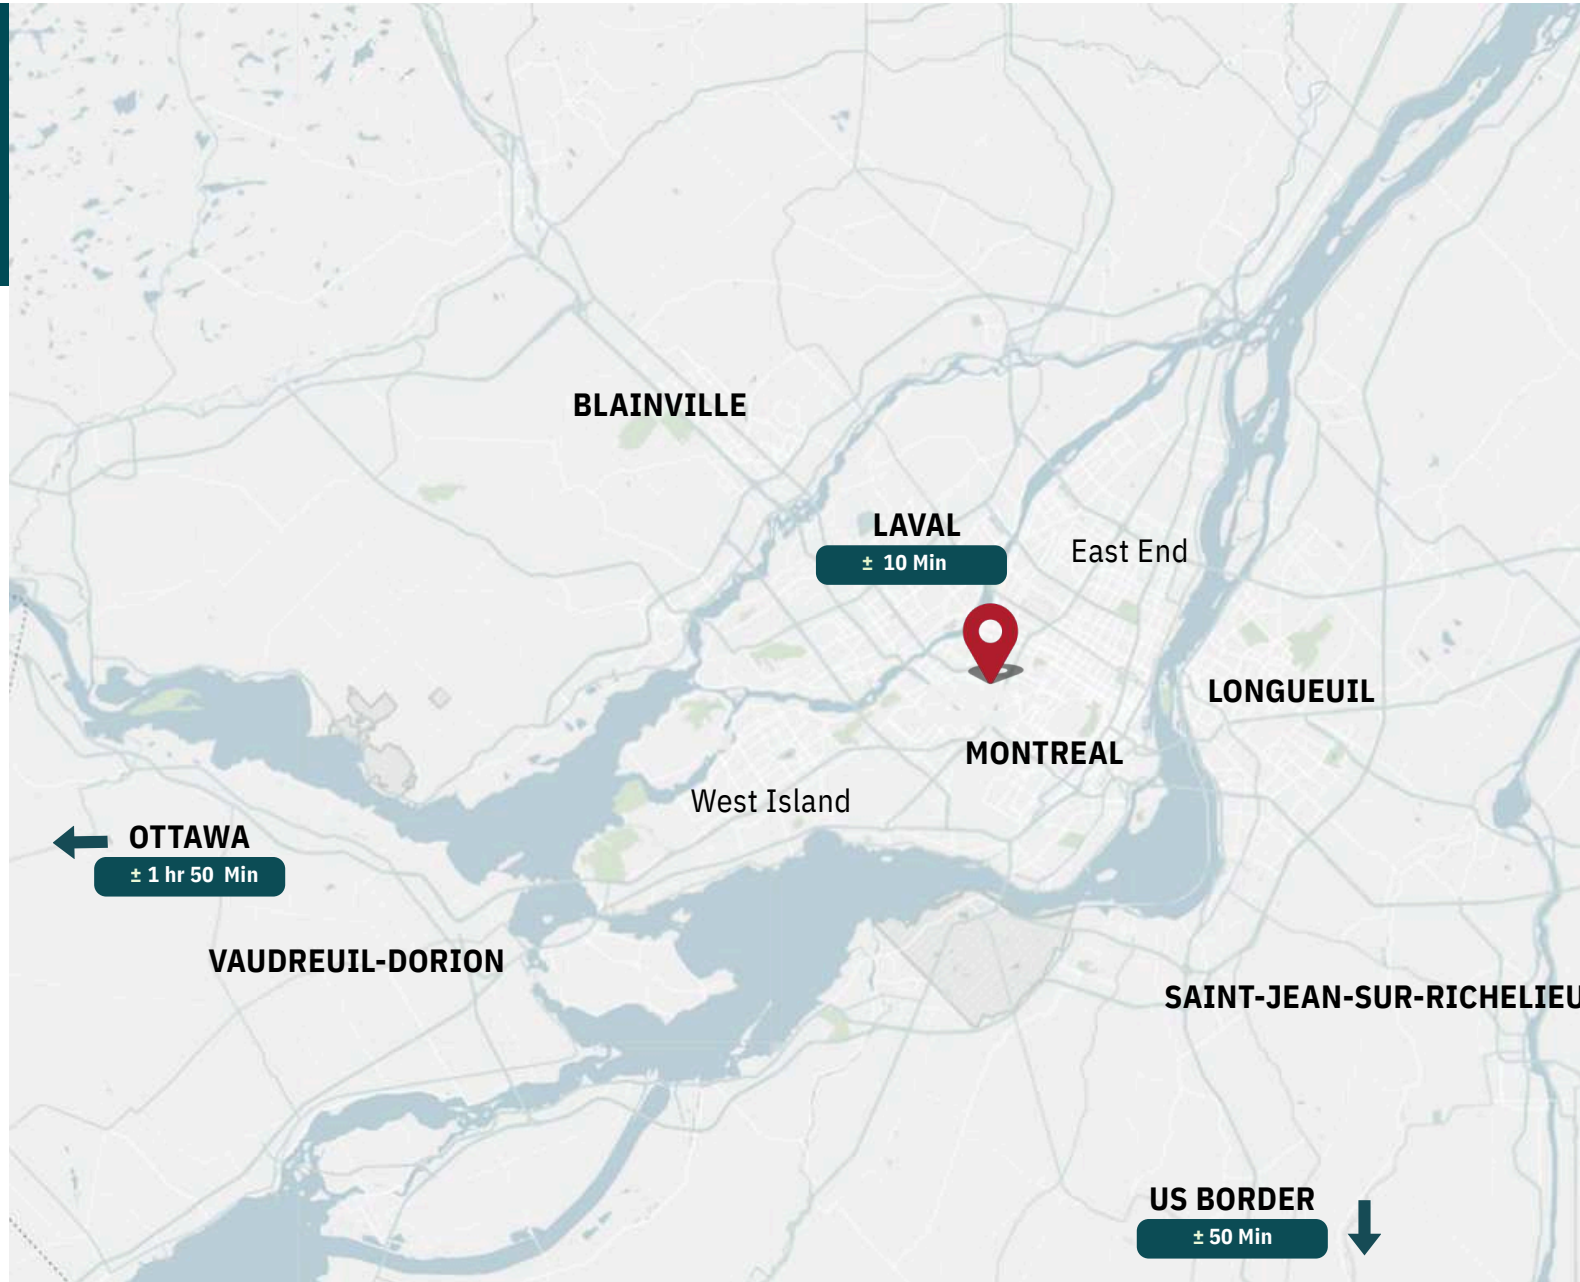 BLAINVILLE
LAVAL
± 10 Min
East End
LONGUEUIL
MONTREAL
West Island
OTTAWA
± 1 hr 50 Min
VAUDREUIL-DORION
SAINT-JEAN-SUR-RICHELIEU
US BORDER
± 50 Min